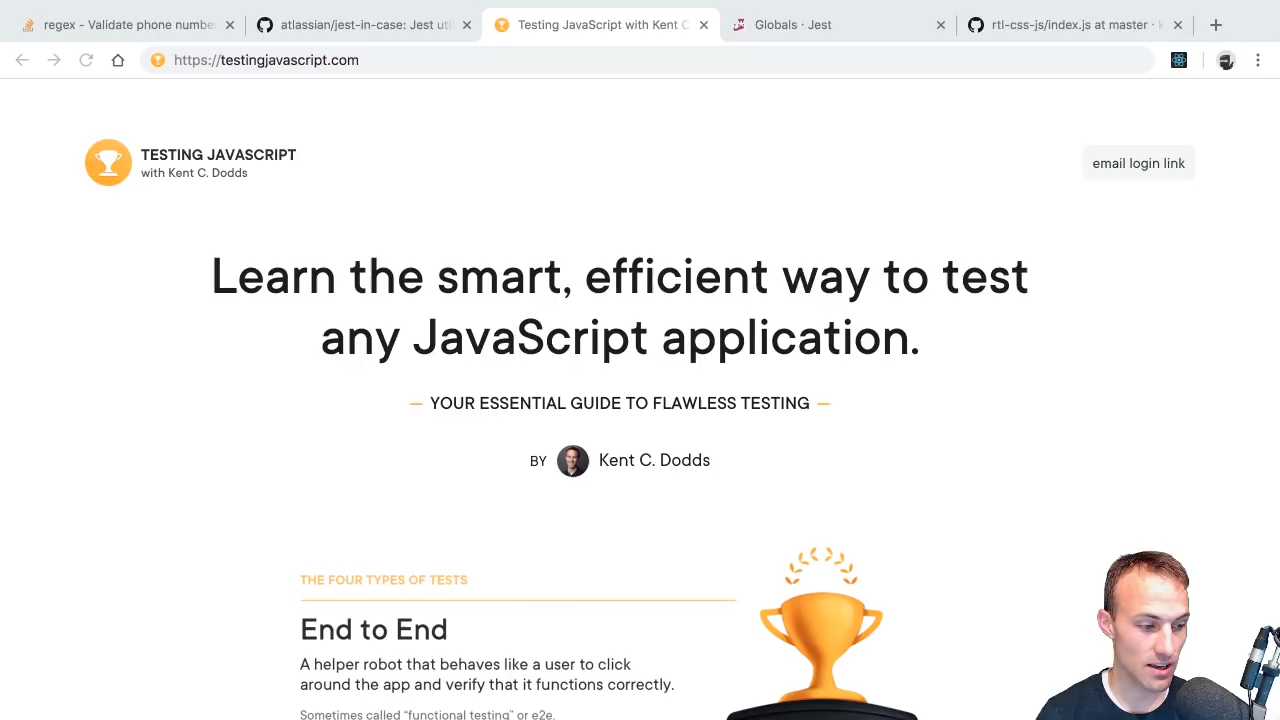 regex - Validate phone number
atlassian/jest-in-case: Jest uti
Testing JavaScript with Kent C
Globals · Jest
rtl-css-js/index.js at master · k
https://testingjavascript.com
TESTING JAVASCRIPT
with Kent C. Dodds
email login link
Learn the smart, efficient way to test
any JavaScript application.
— YOUR ESSENTIAL GUIDE TO FLAWLESS TESTING —
BY Kent C. Dodds
THE FOUR TYPES OF TESTS
End to End
A helper robot that behaves like a user to click
around the app and verify that it functions correctly.
Sometimes called “functional testing” or e2e.